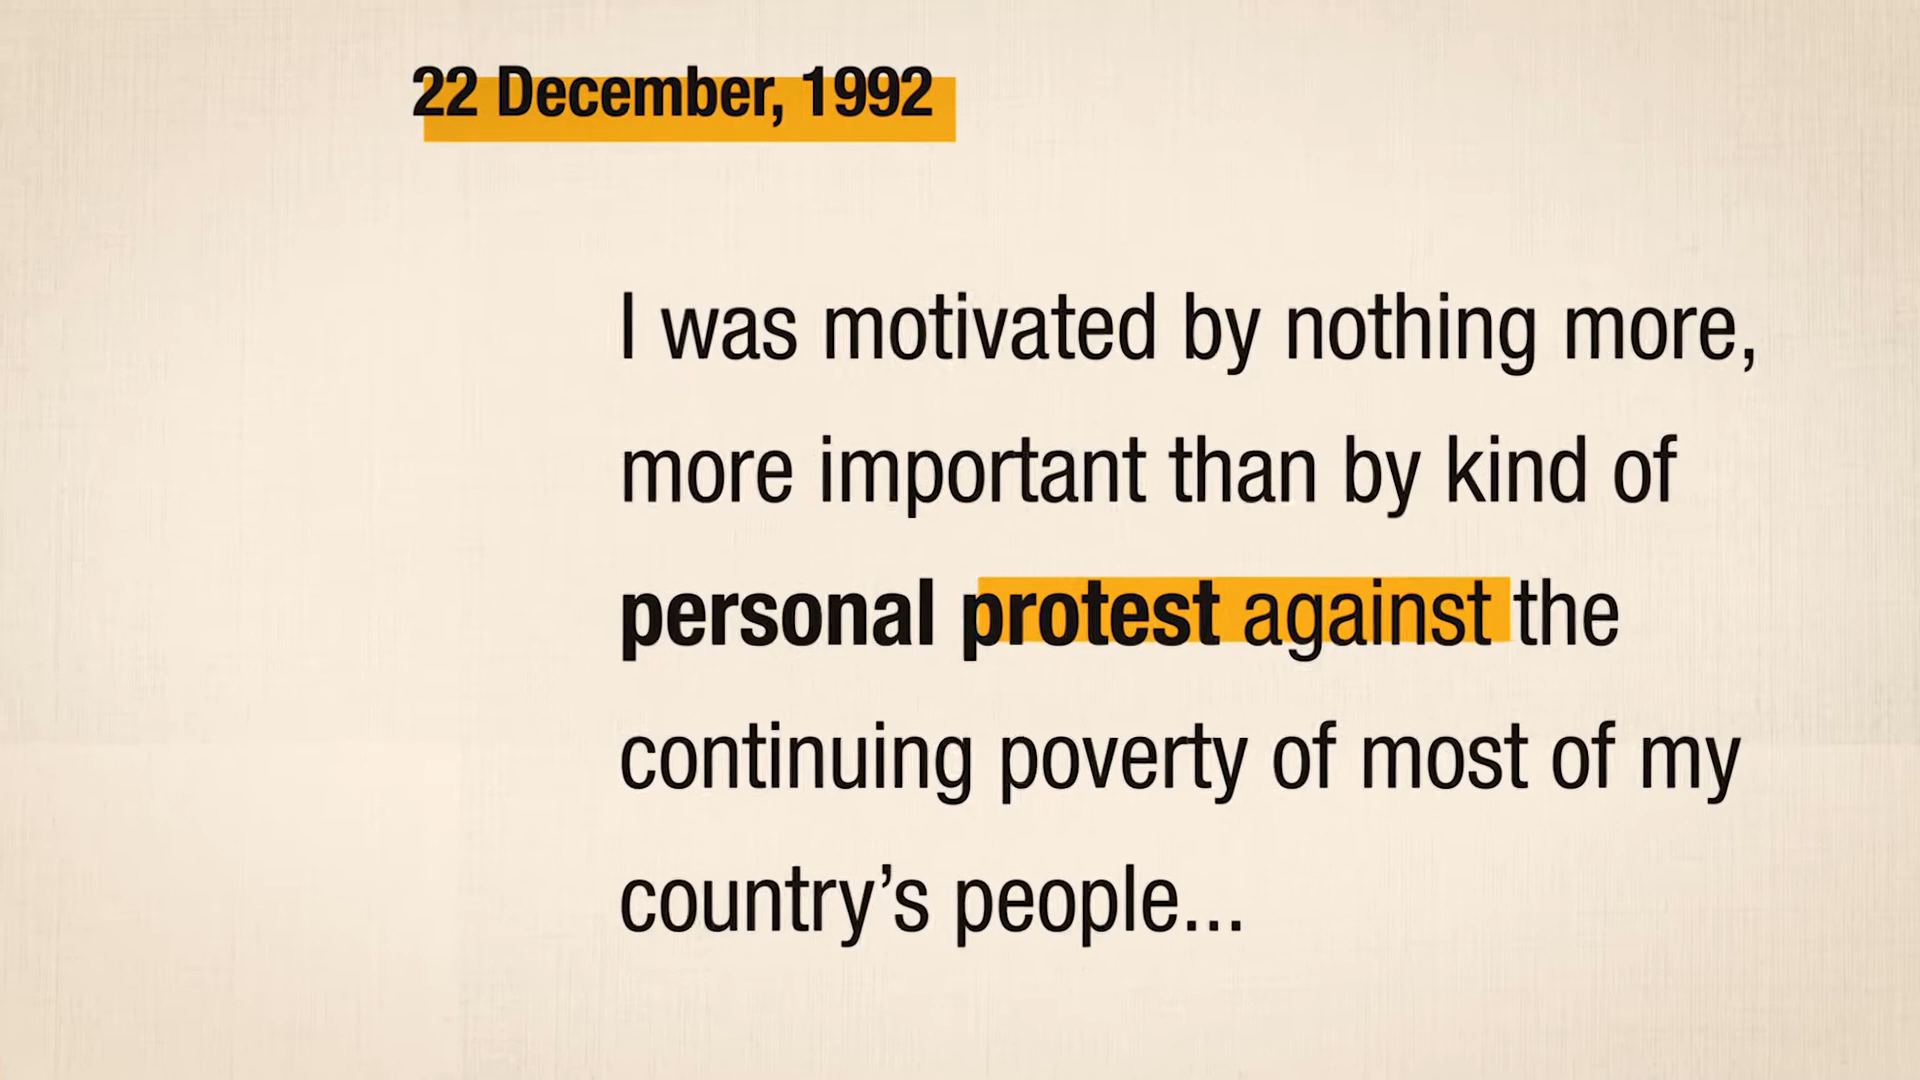 22 December, 1992
I was motivated by nothing more,
more important than by kind of
personal protest against the
continuing poverty of most of my
country’s people...